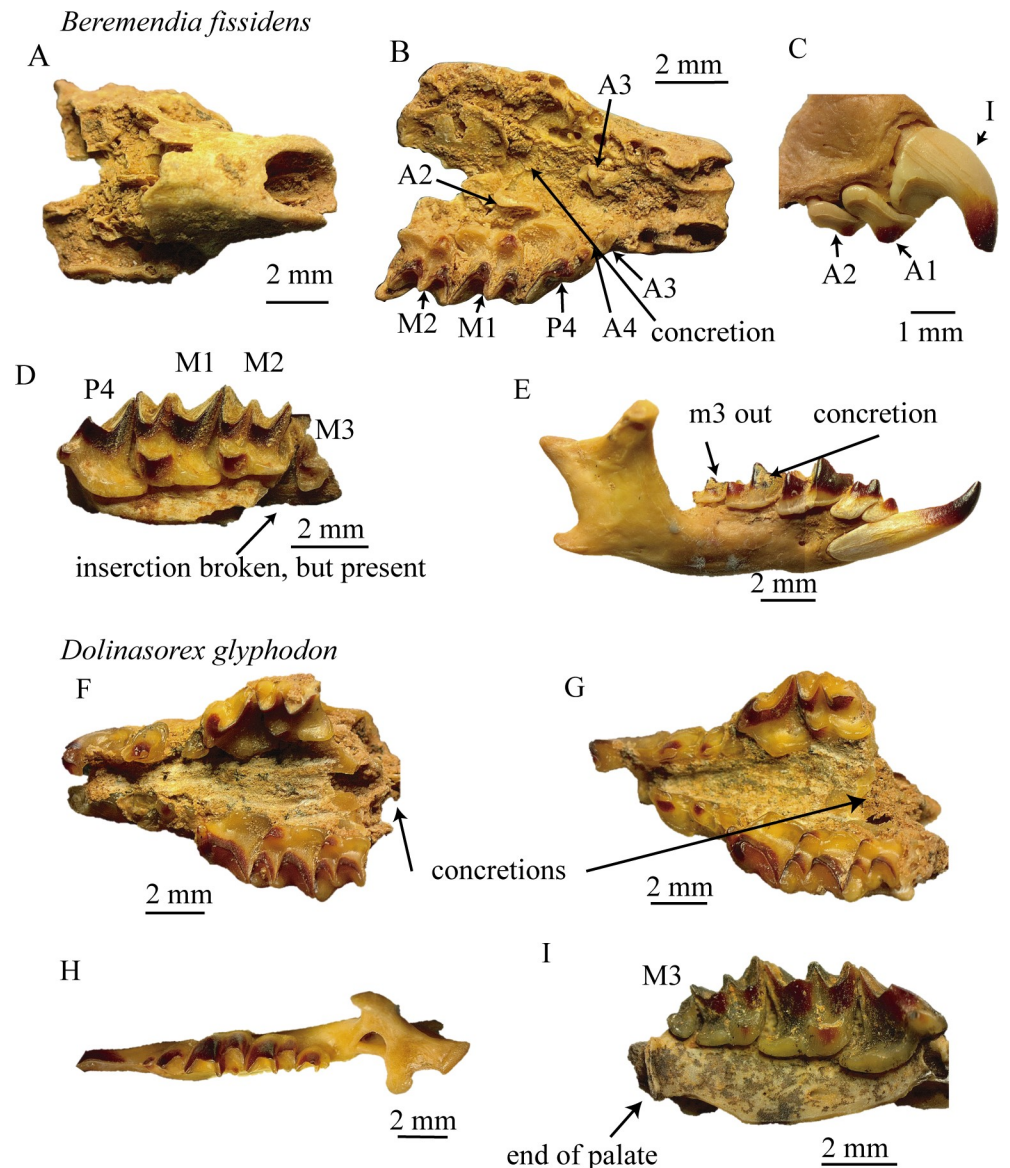 Beremendia fissidens
A
2 mm
B
2 mm
A3
A2
M2
M1
P4
A4
A3
concretion
C
I
A2
A1
1 mm
D
P4
M1
M2
M3
2 mm
inserction broken, but present
E
m3 out
concretion
2 mm
Dolinasorex glyphodon
F
2 mm
concretions
G
2 mm
H
2 mm
I
M3
end of palate
2 mm